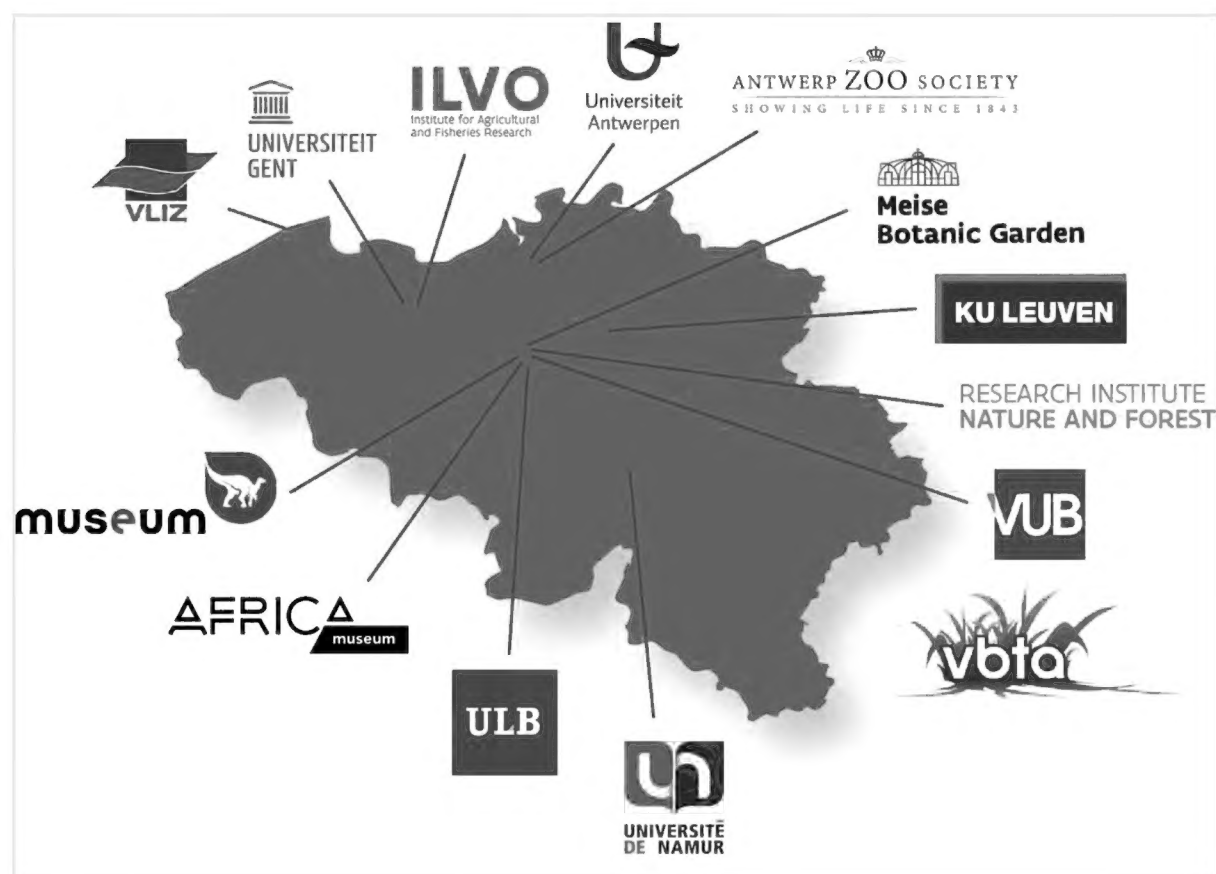 ILVO
Institute for Agricultural
and Fisheries Research
Universiteit
Antwerpen
ANTWERP ZOO SOCIETY
SHOWING LIFE SINCE 1843
UNIVERSITEIT
GENT
VLIZ
Meise
Botanic Garden
KU LEUVEN
RESEARCH INSTITUTE
NATURE AND FOREST
museum
VUB
AFRICA
museum
vbta
ULB
UNIVERSITÉ
DE NAMUR